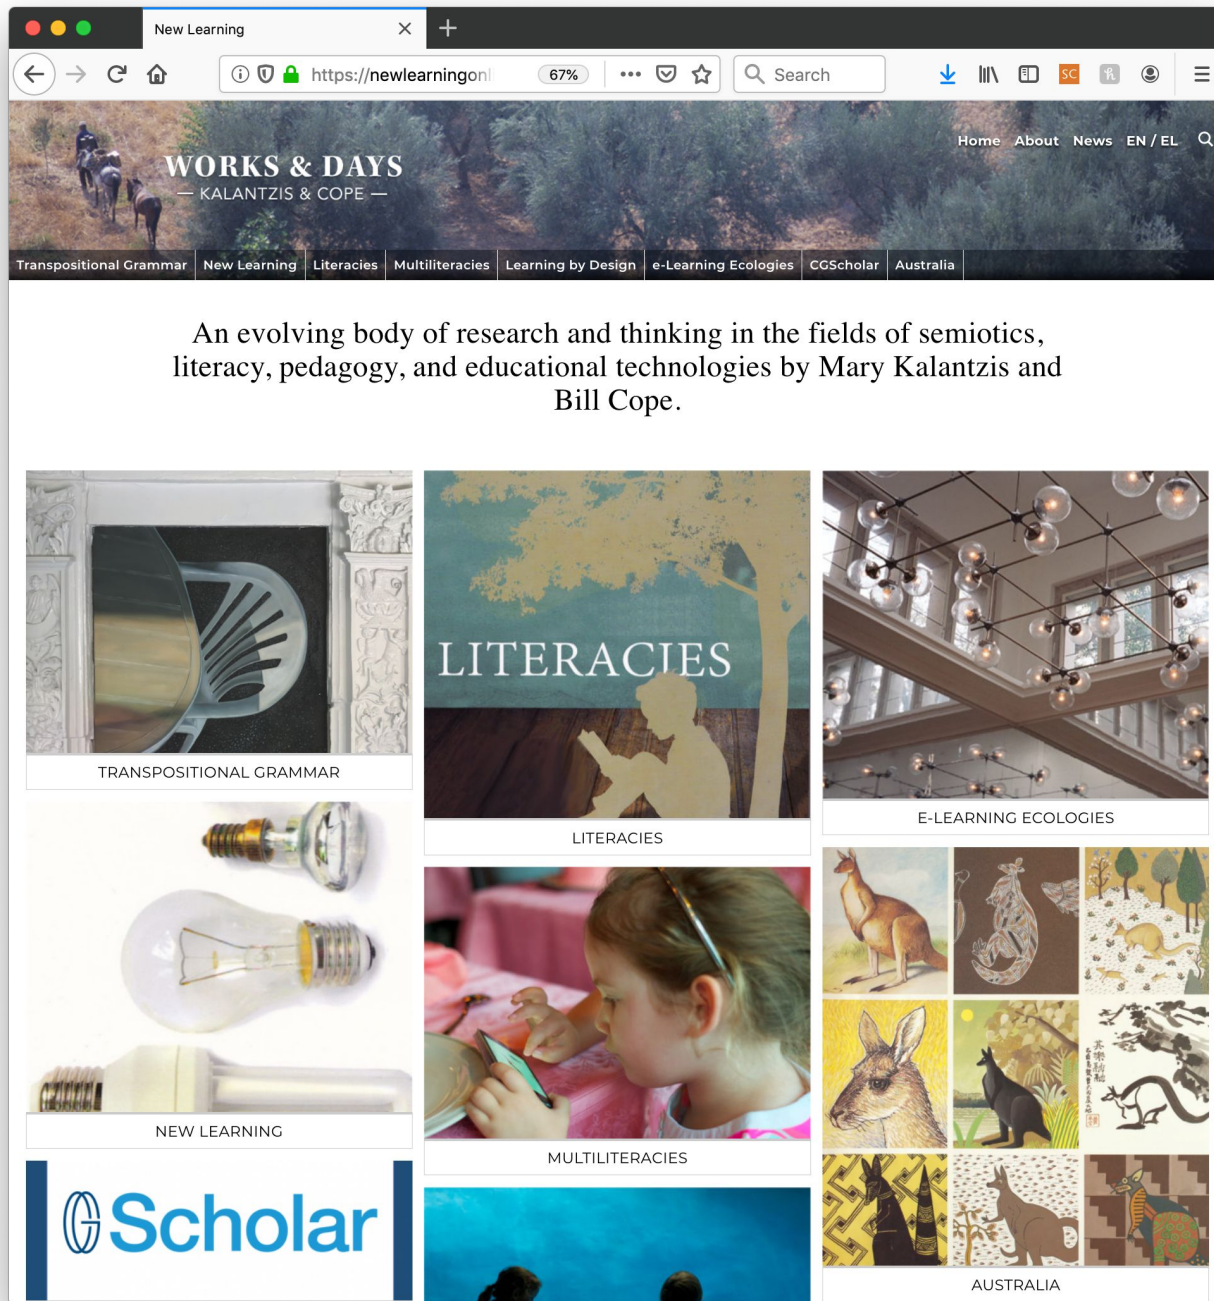 New Learning
https://newlearningonl
67%
Search
SC
WORKS & DAYS
— KALANTZIS & COPE —
Home About News EN / EL
Transpositional Grammar New Learning Literacies Multiliteracies Learning by Design e-Learning Ecologies CGScholar Australia
An evolving body of research and thinking in the fields of semiotics,
literacy, pedagogy, and educational technologies by Mary Kalantzis and
Bill Cope.
LITERACIES
TRANSPOSITIONAL GRAMMAR
LITERACIES
E-LEARNING ECOLOGIES
NEW LEARNING
MULTILITERACIES
Scholar
AUSTRALIA